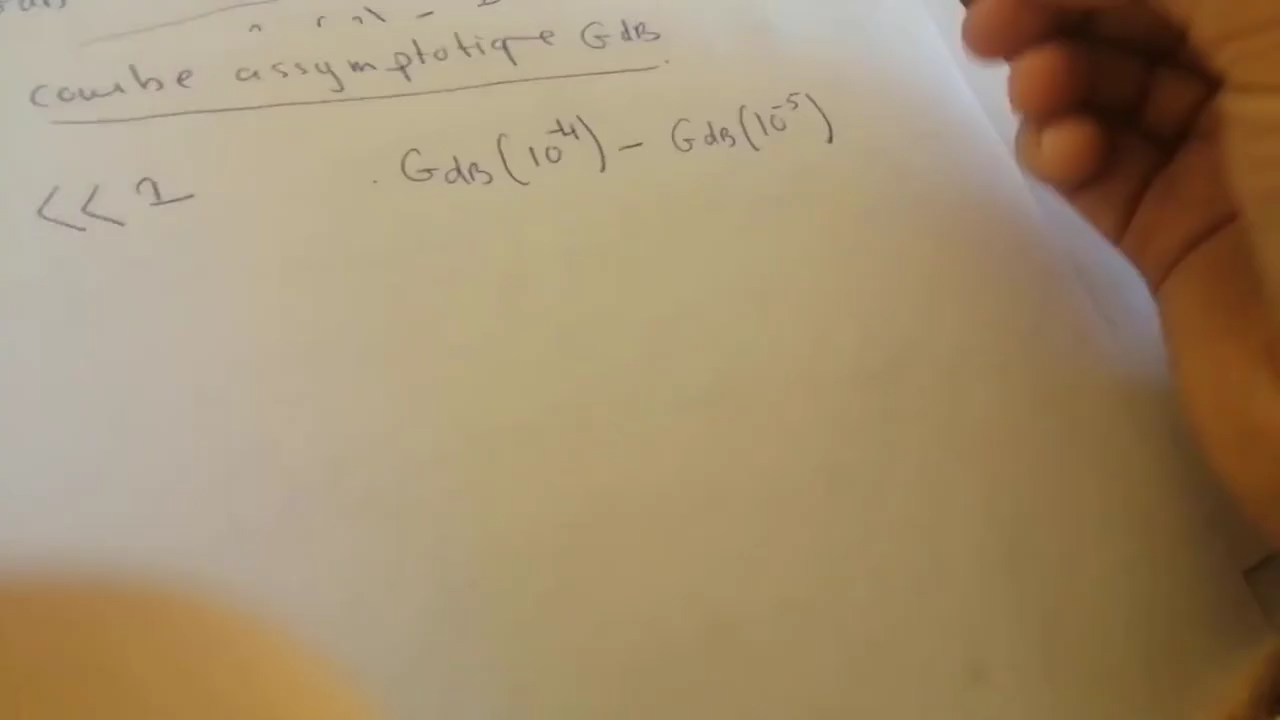 courbe assymptotique GdB
<< 1 GdB(10⁻⁴) – GdB(10⁻⁵)